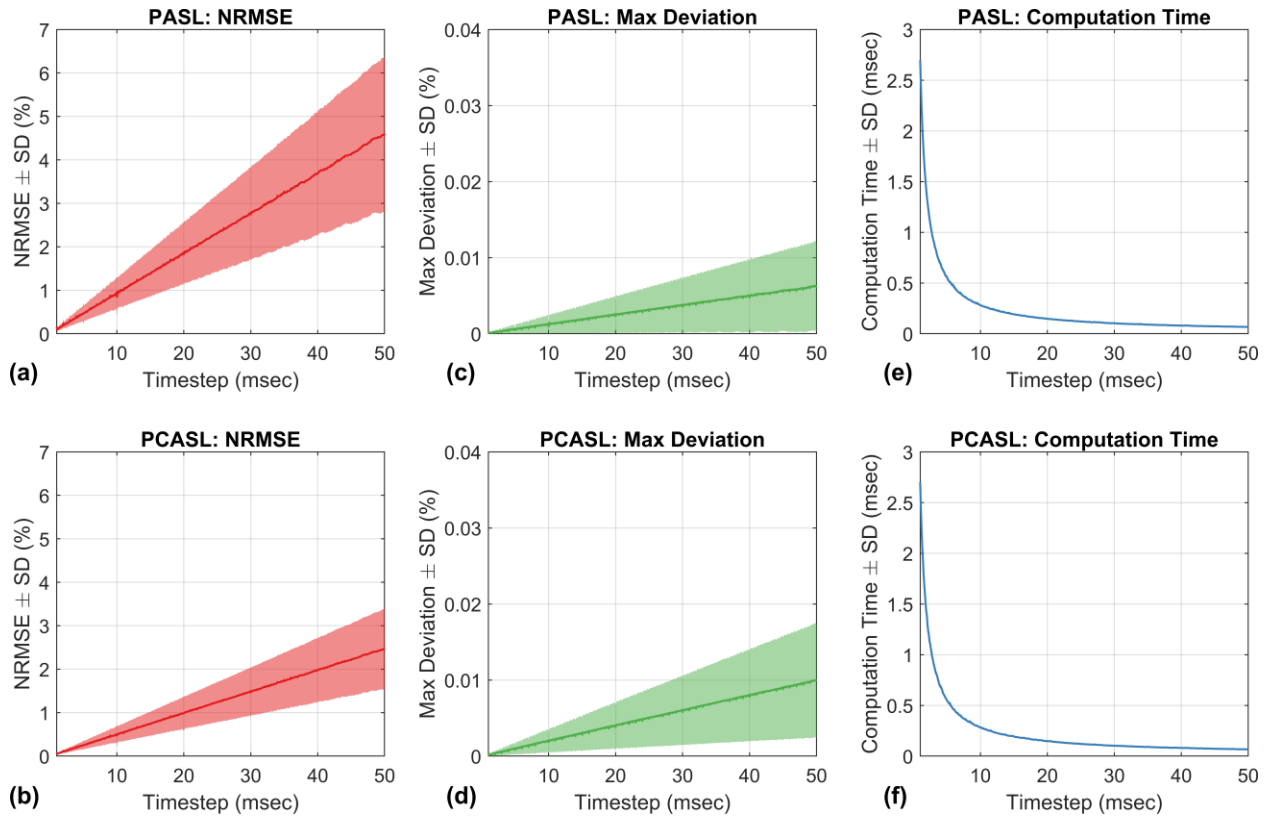 PASL: NRMSE
NRMSE ± SD (%)
7
6
5
4
3
2
1
0
10 20 30 40 50
Timestep (msec)
(a)
PASL: Max Deviation
Max Deviation ± SD (%)
0.04
0.03
0.02
0.01
0
10 20 30 40 50
Timestep (msec)
(c)
PASL: Computation Time
Computation Time ± SD (msec)
3
2.5
2
1.5
1
0.5
0
10 20 30 40 50
Timestep (msec)
(e)
PCASL: NRMSE
NRMSE ± SD (%)
7
6
5
4
3
2
1
0
10 20 30 40 50
Timestep (msec)
(b)
PCASL: Max Deviation
Max Deviation ± SD (%)
0.04
0.03
0.02
0.01
0
10 20 30 40 50
Timestep (msec)
(d)
PCASL: Computation Time
Computation Time ± SD (msec)
3
2.5
2
1.5
1
0.5
0
10 20 30 40 50
Timestep (msec)
(f)